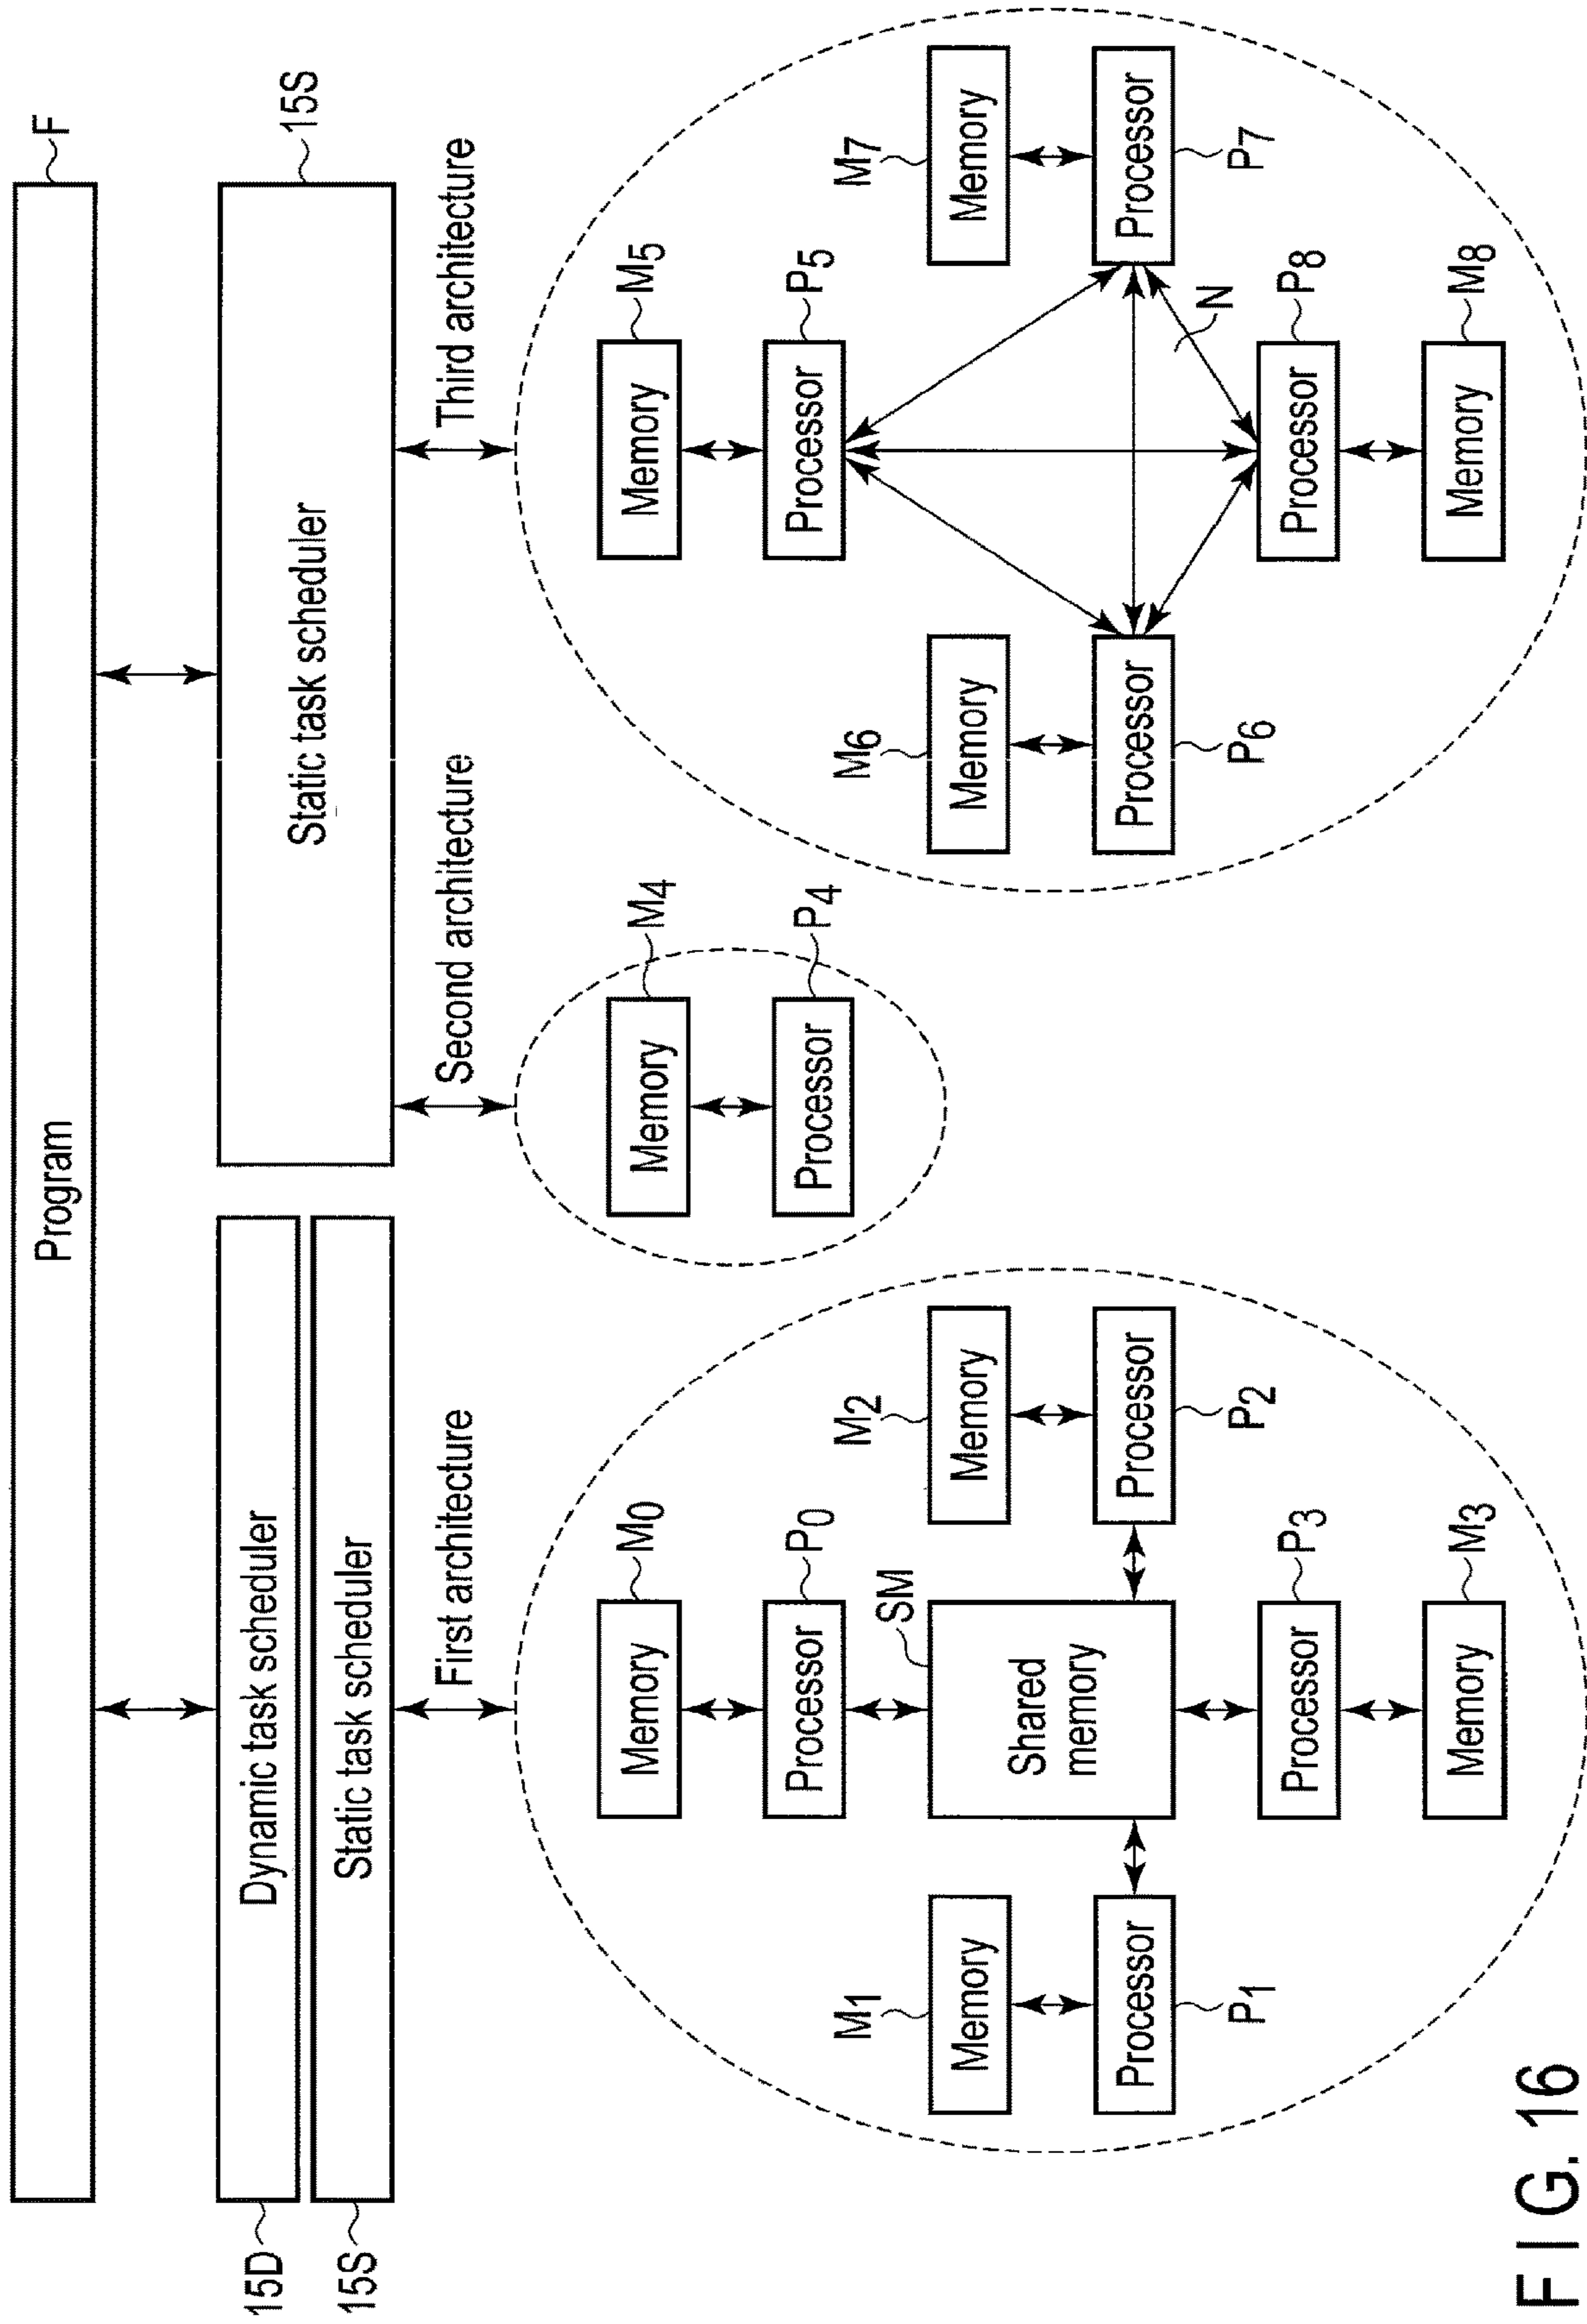 Program
F
15D
Dynamic task scheduler
15S
Static task scheduler
Static task scheduler
15S
First architecture
Second architecture
Third architecture
Memory
M0
Processor
P0
M1
Memory
Processor
P1
SM
Shared
memory
M2
Memory
Processor
P2
Processor
P3
Memory
M3
Memory
M4
Processor
P4
Memory
M5
Processor
P5
M6
Memory
Processor
P6
M7
Memory
Processor
P7
N
Processor
P8
Memory
M8
FIG. 16